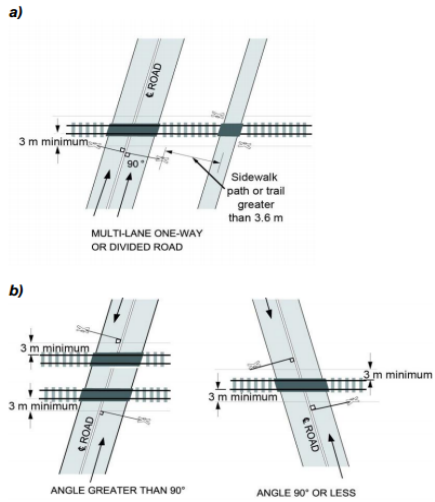 a)
℄ ROAD
3 m minimum
90 °
Sidewalk
path or trail
greater
than 3.6 m
MULTI-LANE ONE-WAY
OR DIVIDED ROAD
b)
3 m minimum
3 m minimum
℄ ROAD
ANGLE GREATER THAN 90°
3 m minimum
3 m minimum
℄ ROAD
ANGLE 90° OR LESS